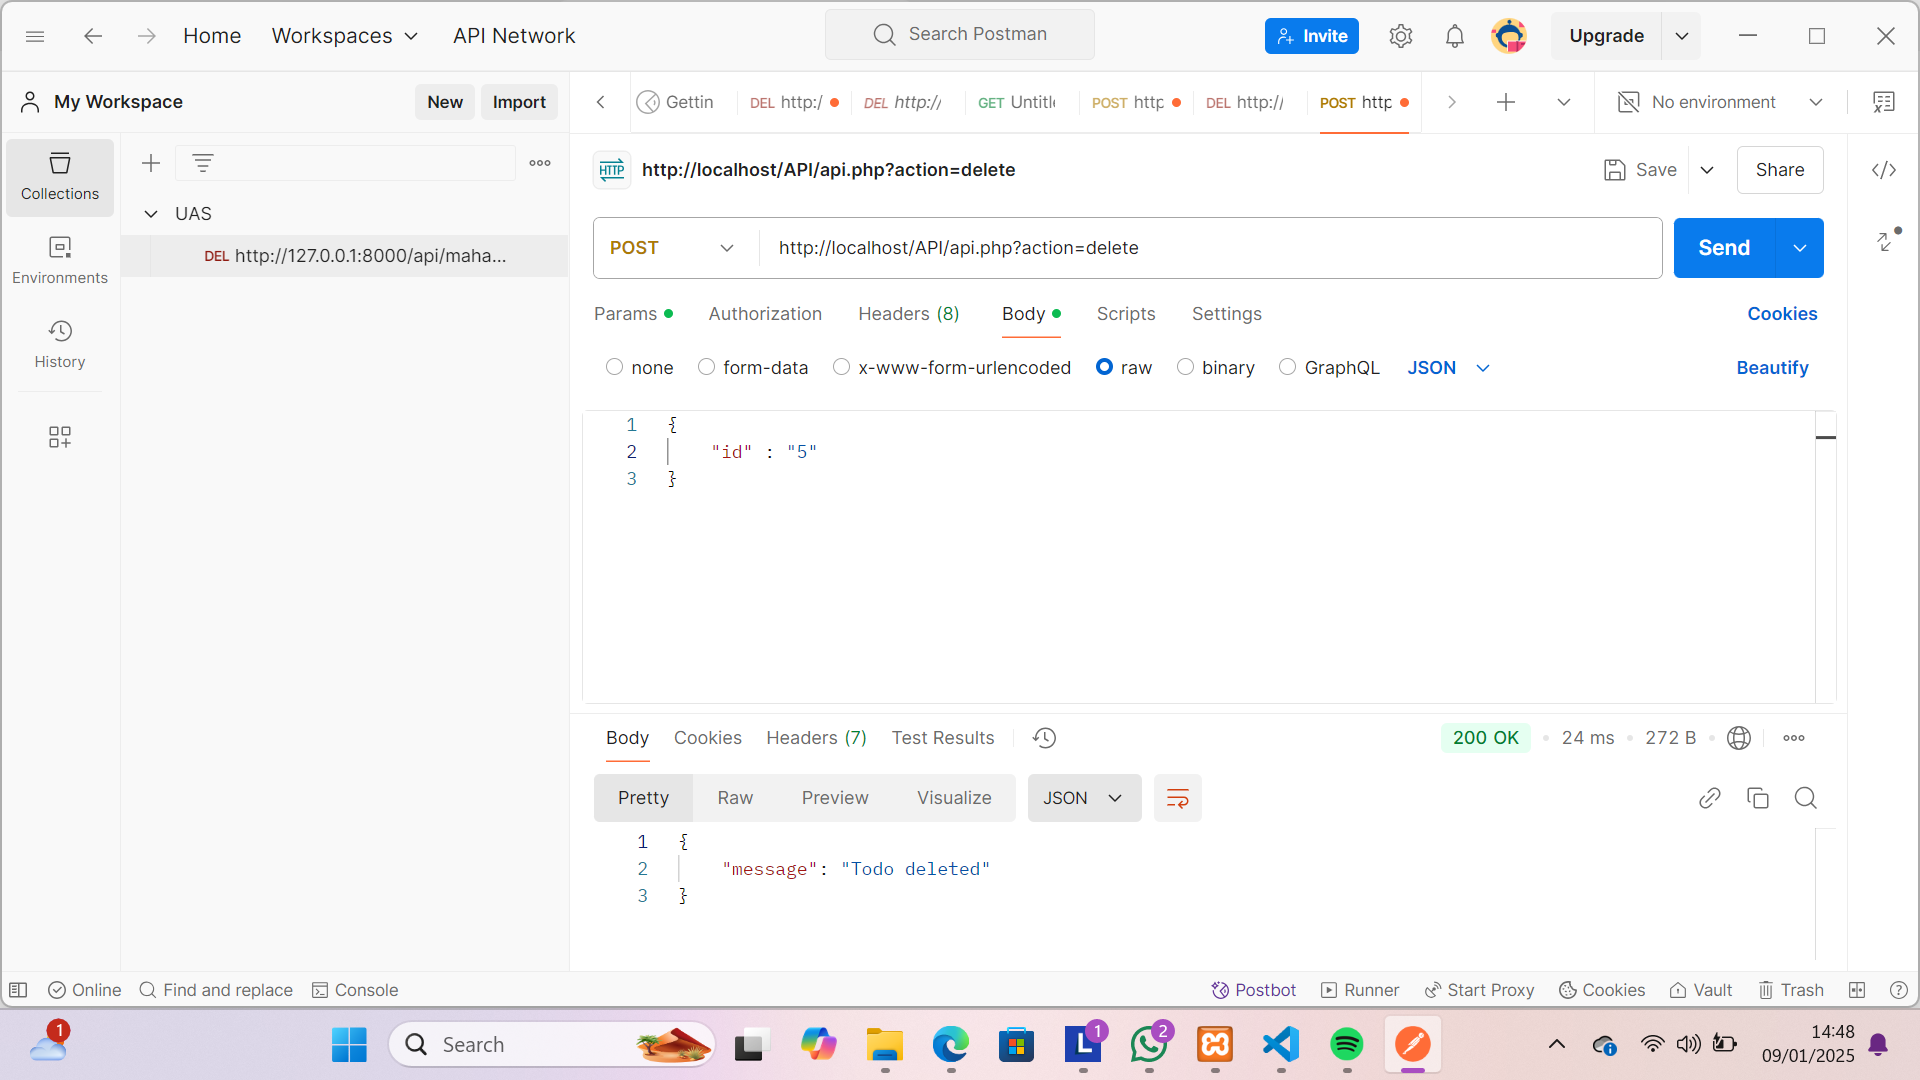 Home Workspaces API Network Search Postman Invite Upgrade
My Workspace New Import Gettin DEL http:/ DEL http:// GET Untitle POST http DEL http:// POST http No environment
Collections
Environments
History
UAS
DEL http://127.0.0.1:8000/api/maha...
HTTP http://localhost/API/api.php?action=delete Save Share
POST http://localhost/API/api.php?action=delete Send
Params Authorization Headers (8) Body Scripts Settings Cookies
none form-data x-www-form-urlencoded raw binary GraphQL JSON Beautify
1 {
2 "id" : "5"
3 }
Body Cookies Headers (7) Test Results 200 OK • 24 ms • 272 B •
Pretty Raw Preview Visualize JSON
1 {
2 "message": "Todo deleted"
3 }
Online Find and replace Console Postbot Runner Start Proxy Cookies Vault Trash
1 Search L 1 2 14:48
09/01/2025